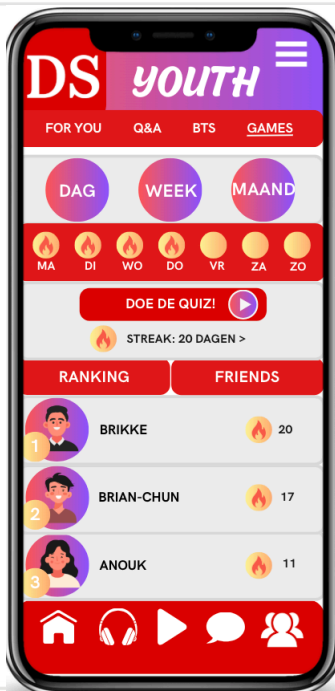 DS YOUTH
FOR YOU Q&A BTS GAMES
DAG WEEK MAAND
MA DI WO DO VR ZA ZO
DOE DE QUIZ!
STREAK: 20 DAGEN >
RANKING FRIENDS
1 BRIKKE 20
2 BRIAN-CHUN 17
3 ANOUK 11